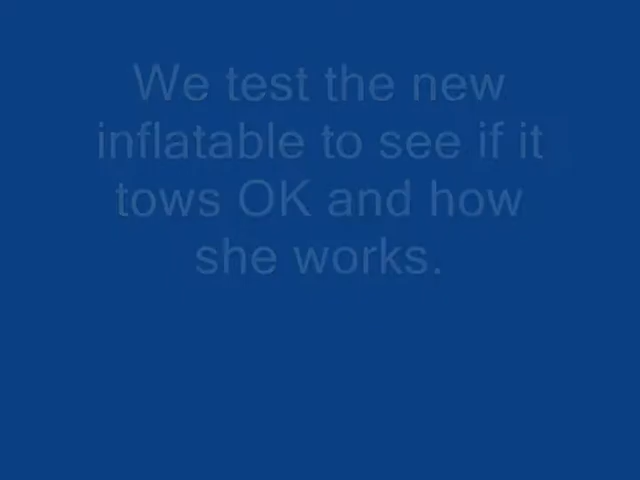 We test the new
inflatable to see if it
tows OK and how
she works.